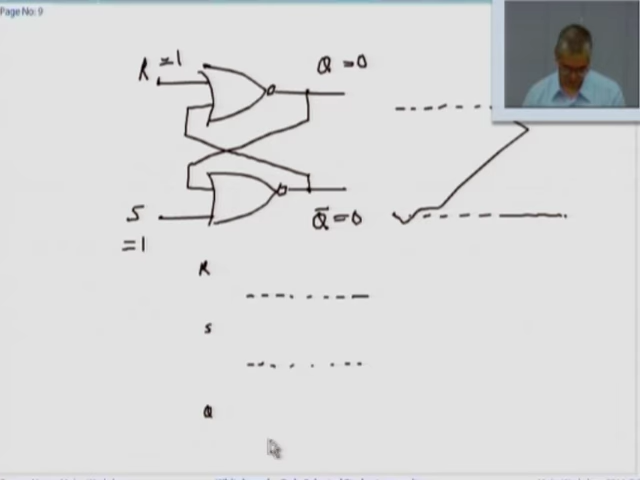 Page No: 9
R =1
Q =0
S
=1
Q̄ =0
R
S
Q